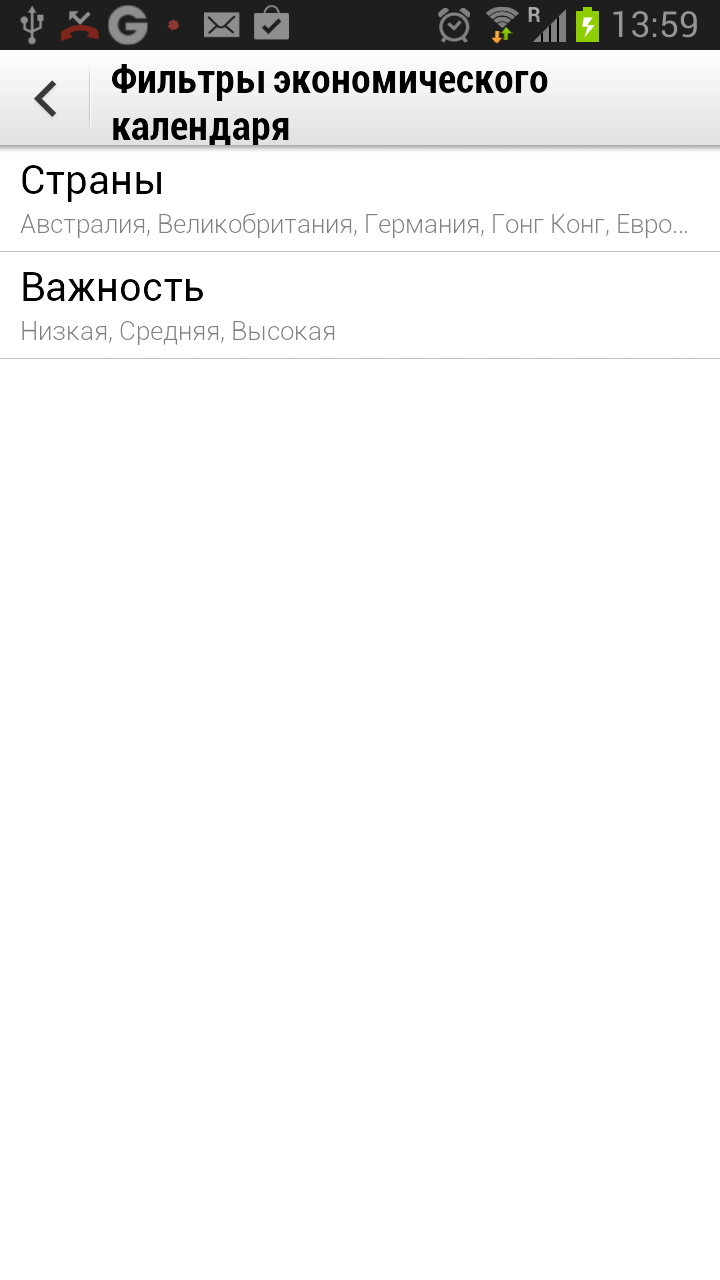 R 13:59
Фильтры экономического
календаря
Страны
Австралия, Великобритания, Германия, Гонг Конг, Евро...
Важность
Низкая, Средняя, Высокая